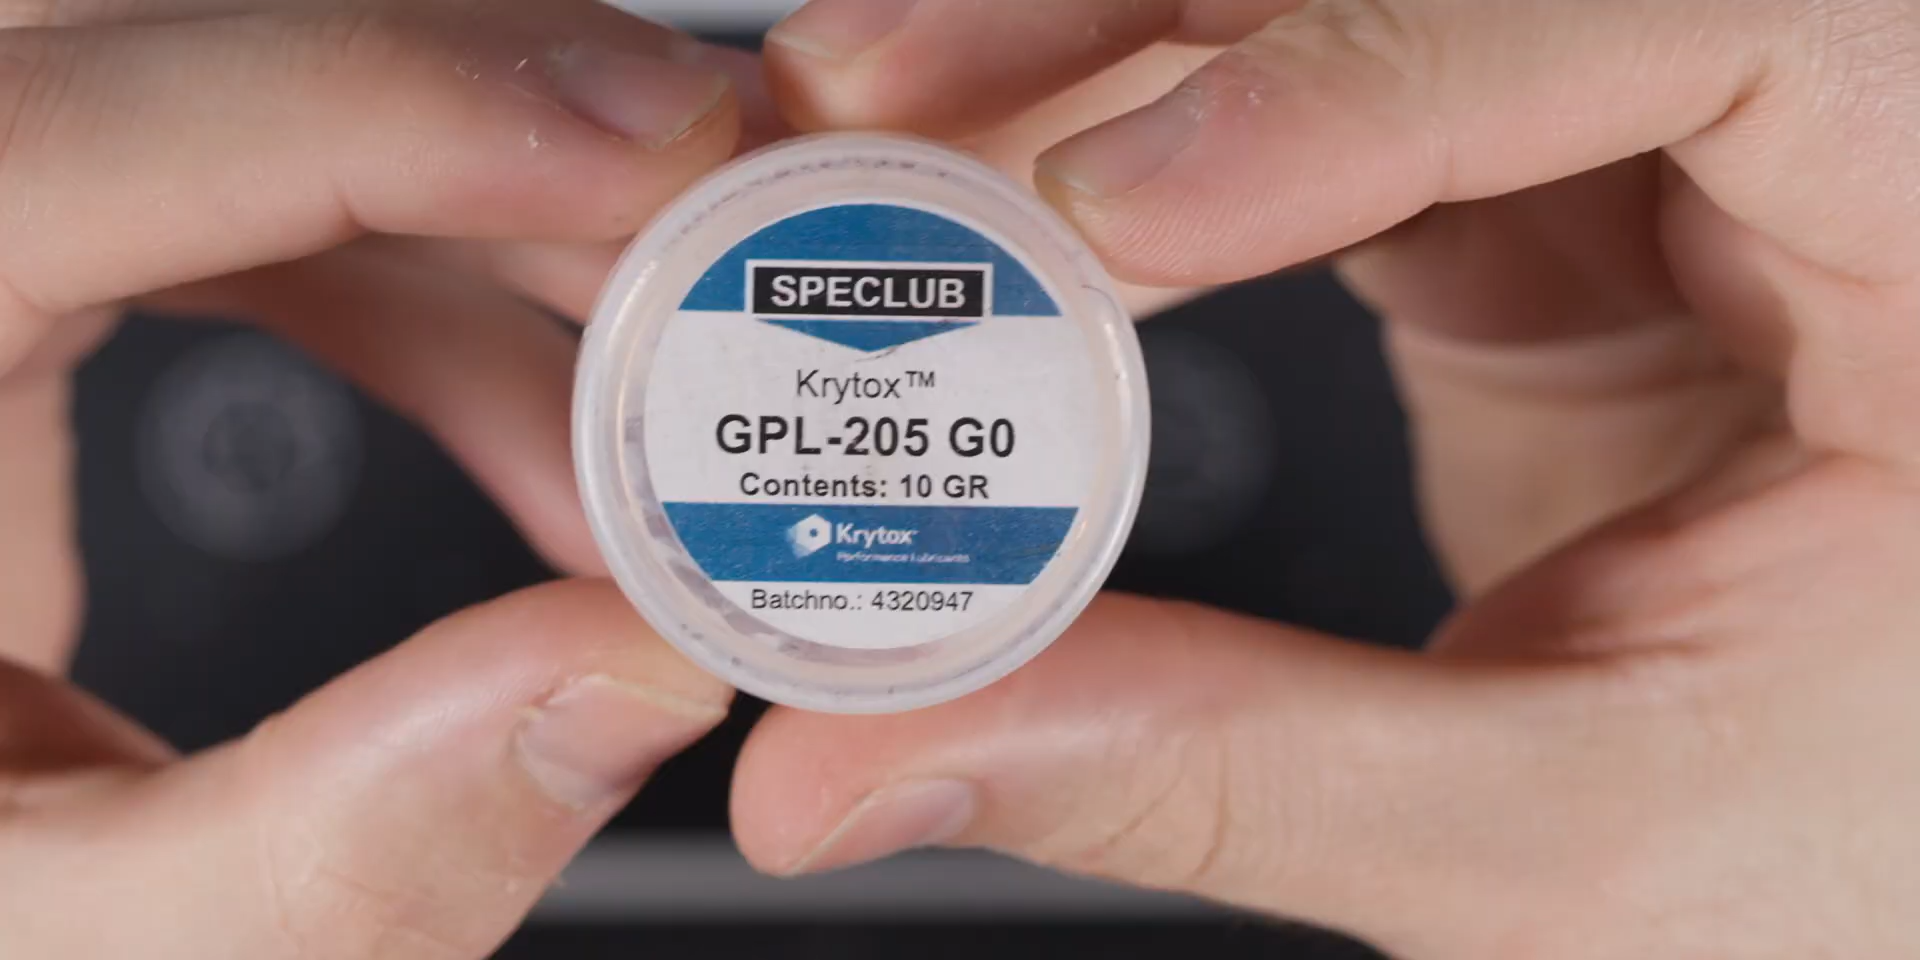 SPECLUB
Krytox™
GPL-205 G0
Contents: 10 GR
Krytox
Performance Lubricants
Batchno.: 4320947